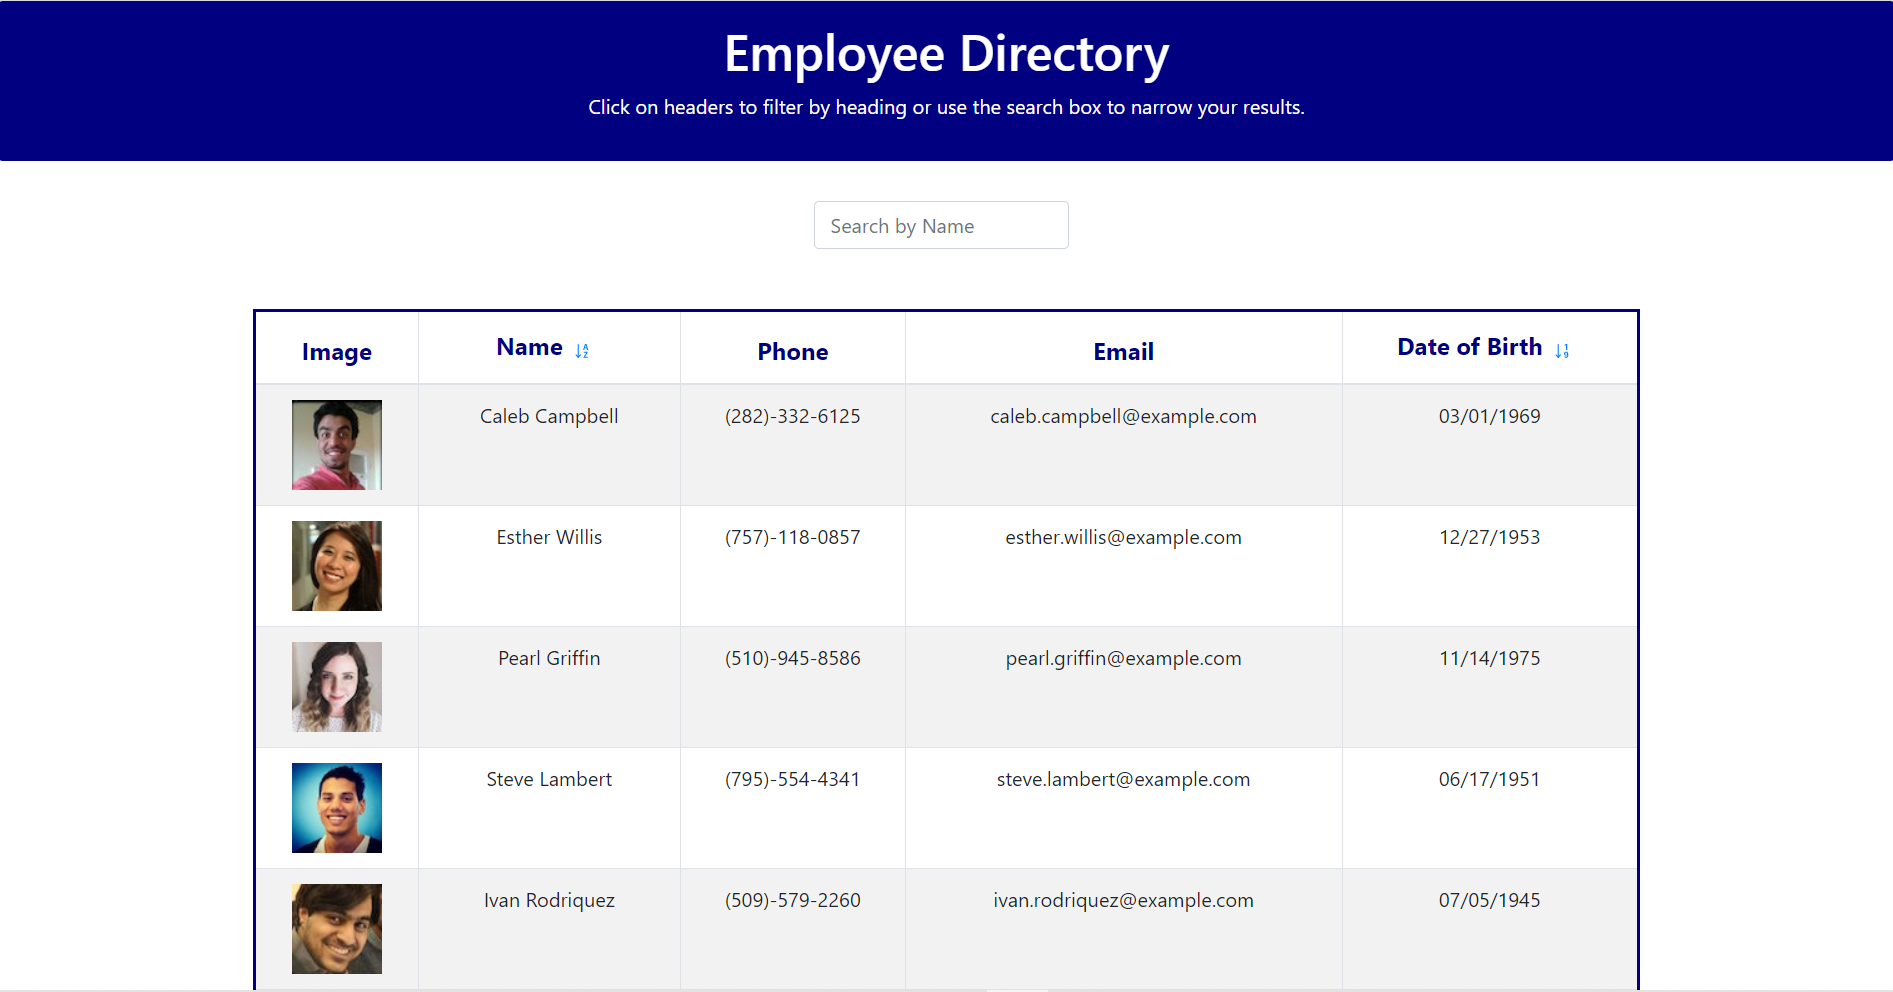 Employee Directory
Click on headers to filter by heading or use the search box to narrow your results.
Search by Name
Image Name Phone Email Date of Birth
Caleb Campbell (282)-332-6125 caleb.campbell@example.com 03/01/1969
Esther Willis (757)-118-0857 esther.willis@example.com 12/27/1953
Pearl Griffin (510)-945-8586 pearl.griffin@example.com 11/14/1975
Steve Lambert (795)-554-4341 steve.lambert@example.com 06/17/1951
Ivan Rodriquez (509)-579-2260 ivan.rodriquez@example.com 07/05/1945